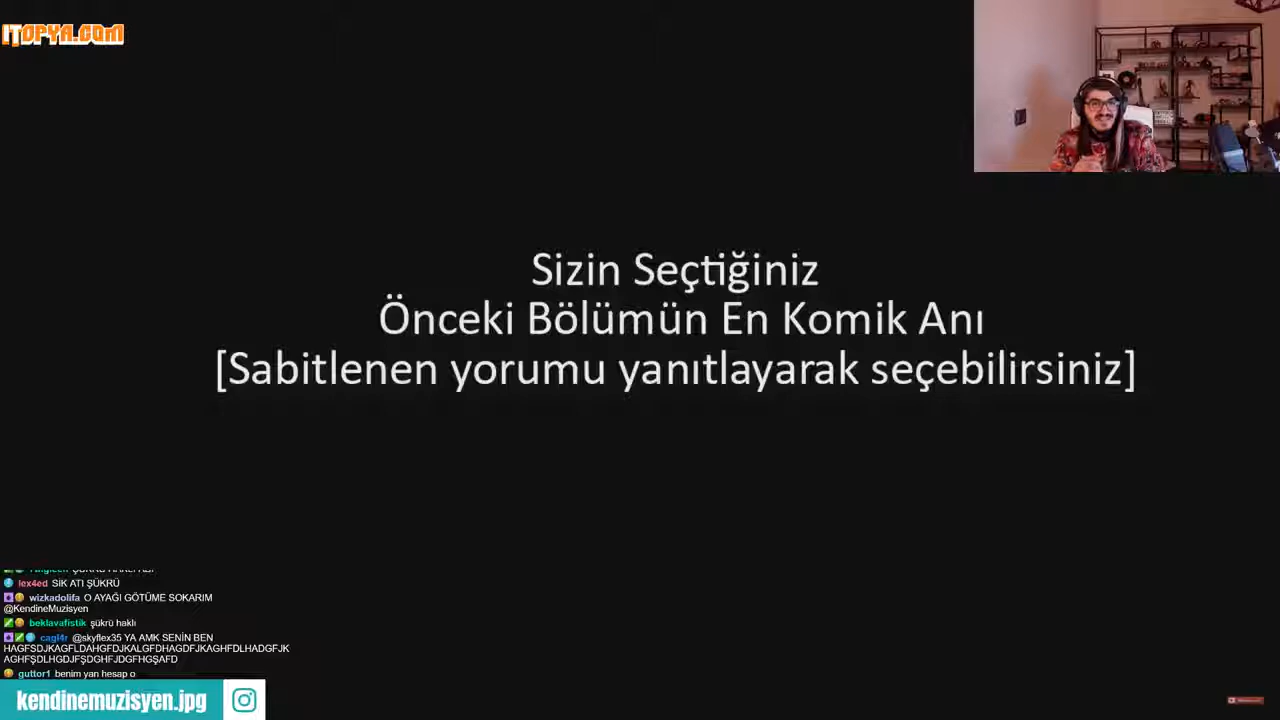 ITOPYA.COM
Sizin Seçtiğiniz
Önceki Bölümün En Komik Anı
[Sabitlenen yorumu yanıtlayarak seçebilirsiniz]
lex4ed SİK ATI ŞÜKRÜ
wizkadolifa O AYAĞI GÖTÜME SOKARIM
@KendineMuzisyen
beklavafistik şükrü haklı
cagl4r @skyflex35 YA AMK SENİN BEN
HAGFSDJKAGFLDAHGFDJKALGFDHAGDFJKAGHFDLHADGFJK
AGHFŞDLHGDJFŞDGHFJDGFHGŞAFD
guttor1 benim yan hesap o
kendinemuzisyen.jpg